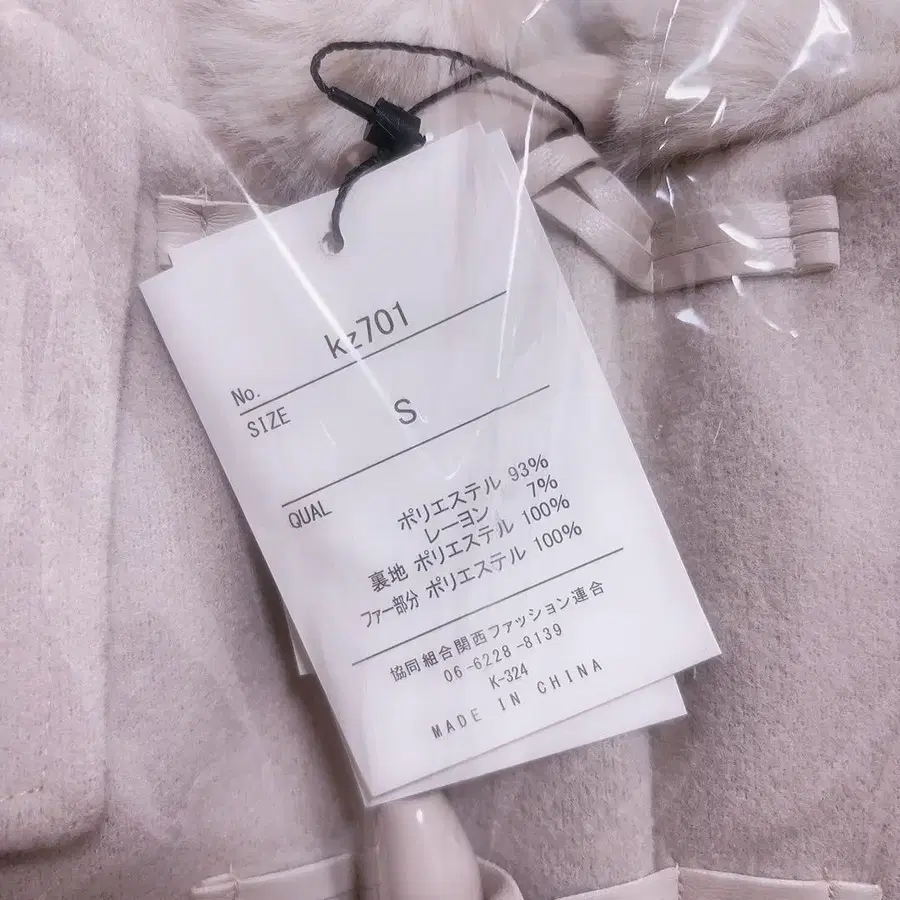 No. kz701
SIZE S
QUAL ポリエステル 93%
レーヨン 7%
裏地 ポリエステル 100%
ファー部分 ポリエステル 100%
協同組合関西ファッション連合
06-6228-8139
K-324
MADE IN CHINA